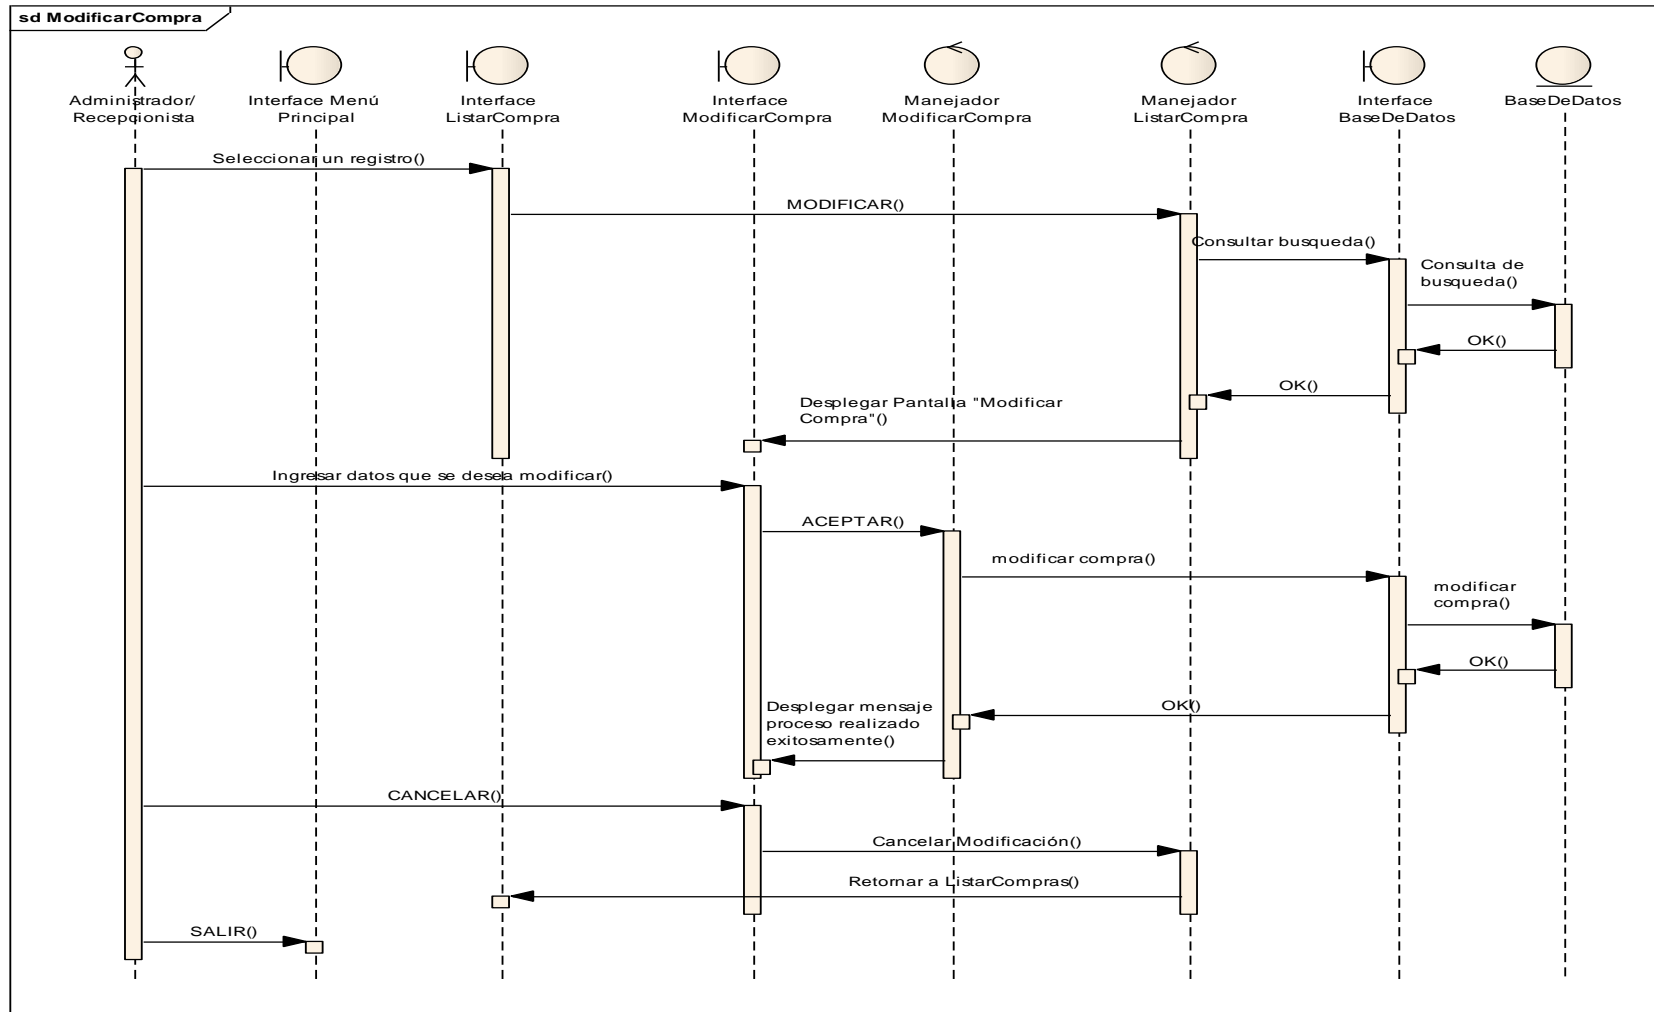 sd ModificarCompra
Administrador/
Recepcionista
Interface Menú
Principal
Interface
ListarCompra
Interface
ModificarCompra
Manejador
ModificarCompra
Manejador
ListarCompra
Interface
BaseDeDatos
BaseDeDatos
Seleccionar un registro()
MODIFICAR()
Consultar busqueda()
Consulta de
busqueda()
OK()
OK()
Desplegar Pantalla "Modificar
Compra"()
Ingresar datos que se desea modificar()
ACEPTAR()
modificar compra()
modificar
compra()
OK()
OK()
Desplegar mensaje
proceso realizado
exitosamente()
CANCELAR()
Cancelar Modificación()
Retornar a ListarCompras()
SALIR()